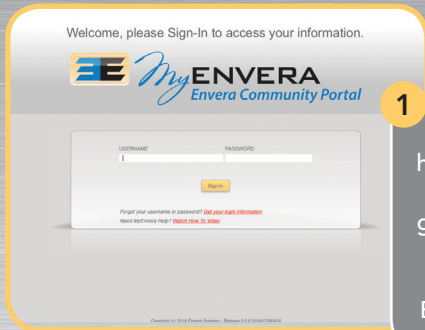 Welcome, please Sign-In to access your information.
MyENVERA
Envera Community Portal
1
USERNAME
PASSWORD
Sign In
Forgot your username or password? Get your login information
Need MyEnvera Help? Watch How To Video
h
9
E